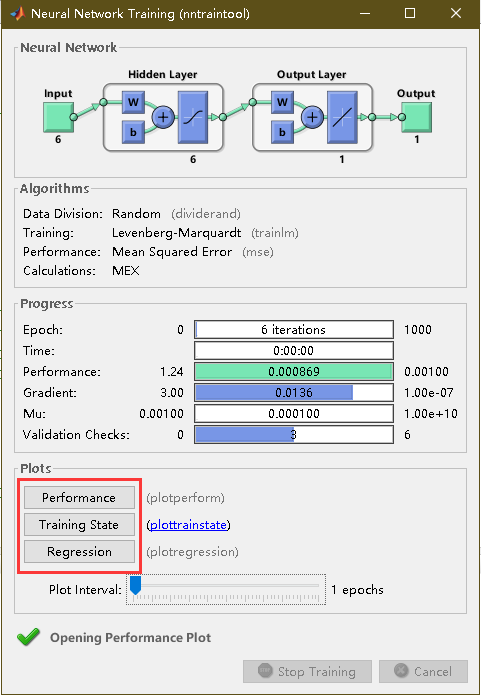 Neural Network Training (nntraintool)
Neural Network
Hidden Layer Output Layer
Input Output
W W
b b
+ +
6 1
6 1
Algorithms
Data Division: Random (dividerand)
Training: Levenberg-Marquardt (trainlm)
Performance: Mean Squared Error (mse)
Calculations: MEX
Progress
Epoch: 0 6 iterations 1000
Time: 0:00:00
Performance: 1.24 0.000869 0.00100
Gradient: 3.00 0.0136 1.00e-07
Mu: 0.00100 0.000100 1.00e+10
Validation Checks: 0 3 6
Plots
Performance (plotperform)
Training State (plottrainstate)
Regression (plotregression)
Plot Interval: 1 epochs
Opening Performance Plot
Stop Training Cancel